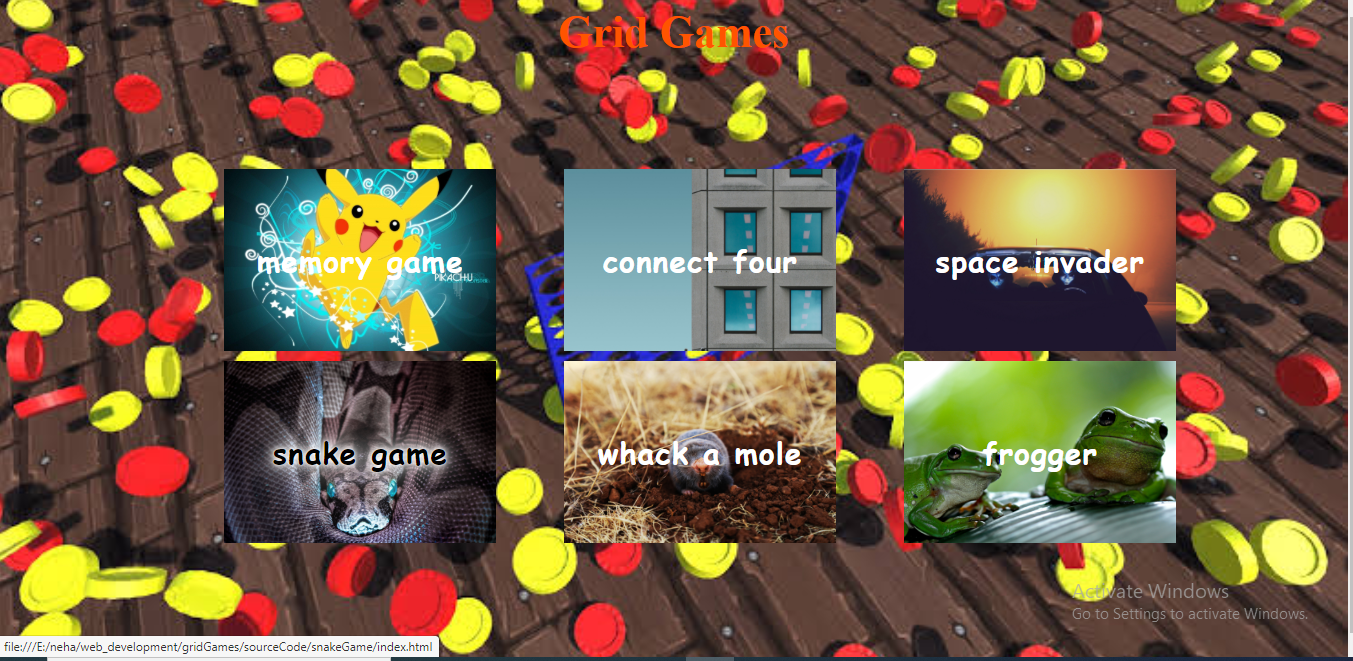 Grid Games
memory game
PIKACHU
connect four
space invader
snake game
whack a mole
frogger
Activate Windows
Go to Settings to activate Windows.
file:///E:/neha/web_development/gridGames/sourceCode/snakeGame/index.html